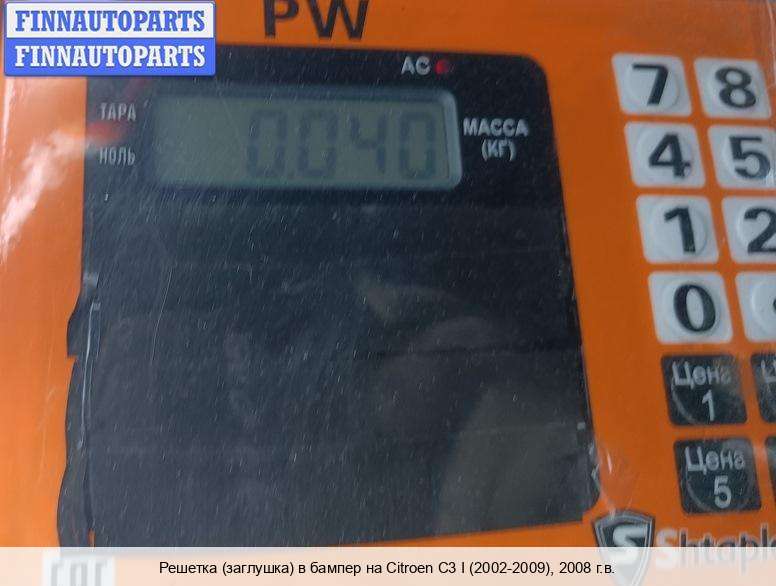 FINNAUTOPARTS
FINNAUTOPARTS
PW
AC
ТАРА
0.040
МАССА
(КГ)
НОЛЬ
7 8
4 5
1 2
0
Цена
1
Цена
5
S Shtaple
Решетка (заглушка) в бампер на Citroen C3 I (2002-2009), 2008 г.в.